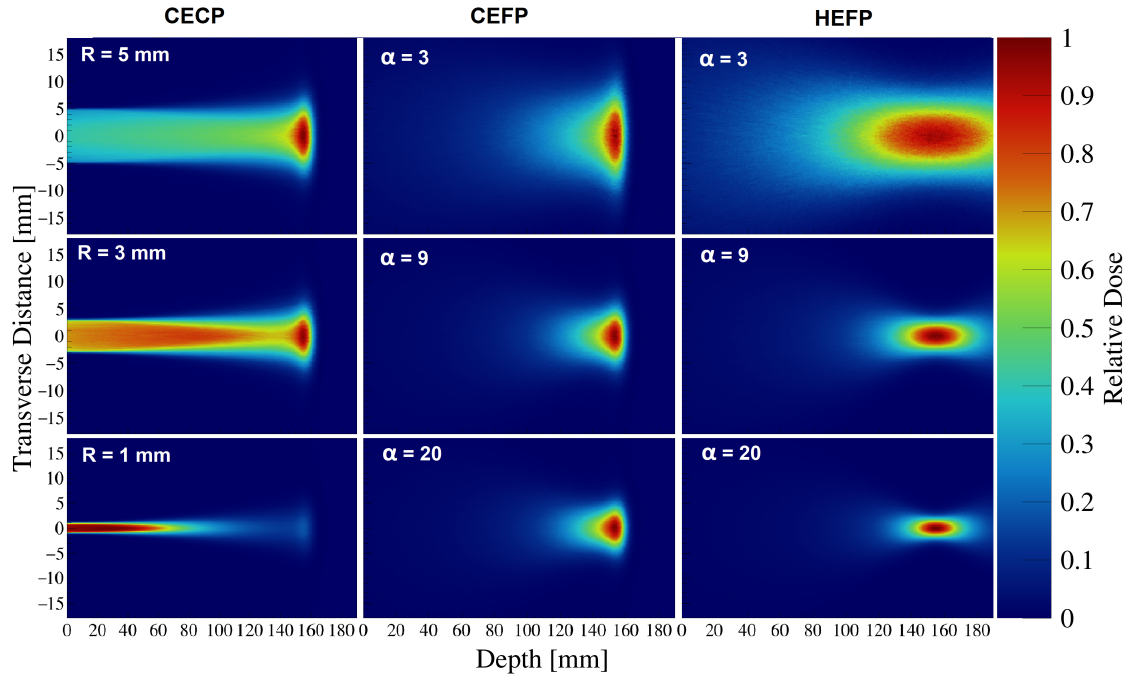 CECP
CEFP
HEFP
R = 5 mm
α = 3
α = 3
R = 3 mm
α = 9
α = 9
R = 1 mm
α = 20
α = 20
15
10
5
0
−5
−10
−15
15
10
5
0
−5
−10
−15
15
10
5
0
−5
−10
−15
Transverse Distance [mm]
0 20 40 60 80 100 120 140 160 180
0 20 40 60 80 100 120 140 160 180
0 20 40 60 80 100 120 140 160 180
Depth [mm]
1
0.9
0.8
0.7
0.6
0.5
0.4
0.3
0.2
0.1
0
Relative Dose